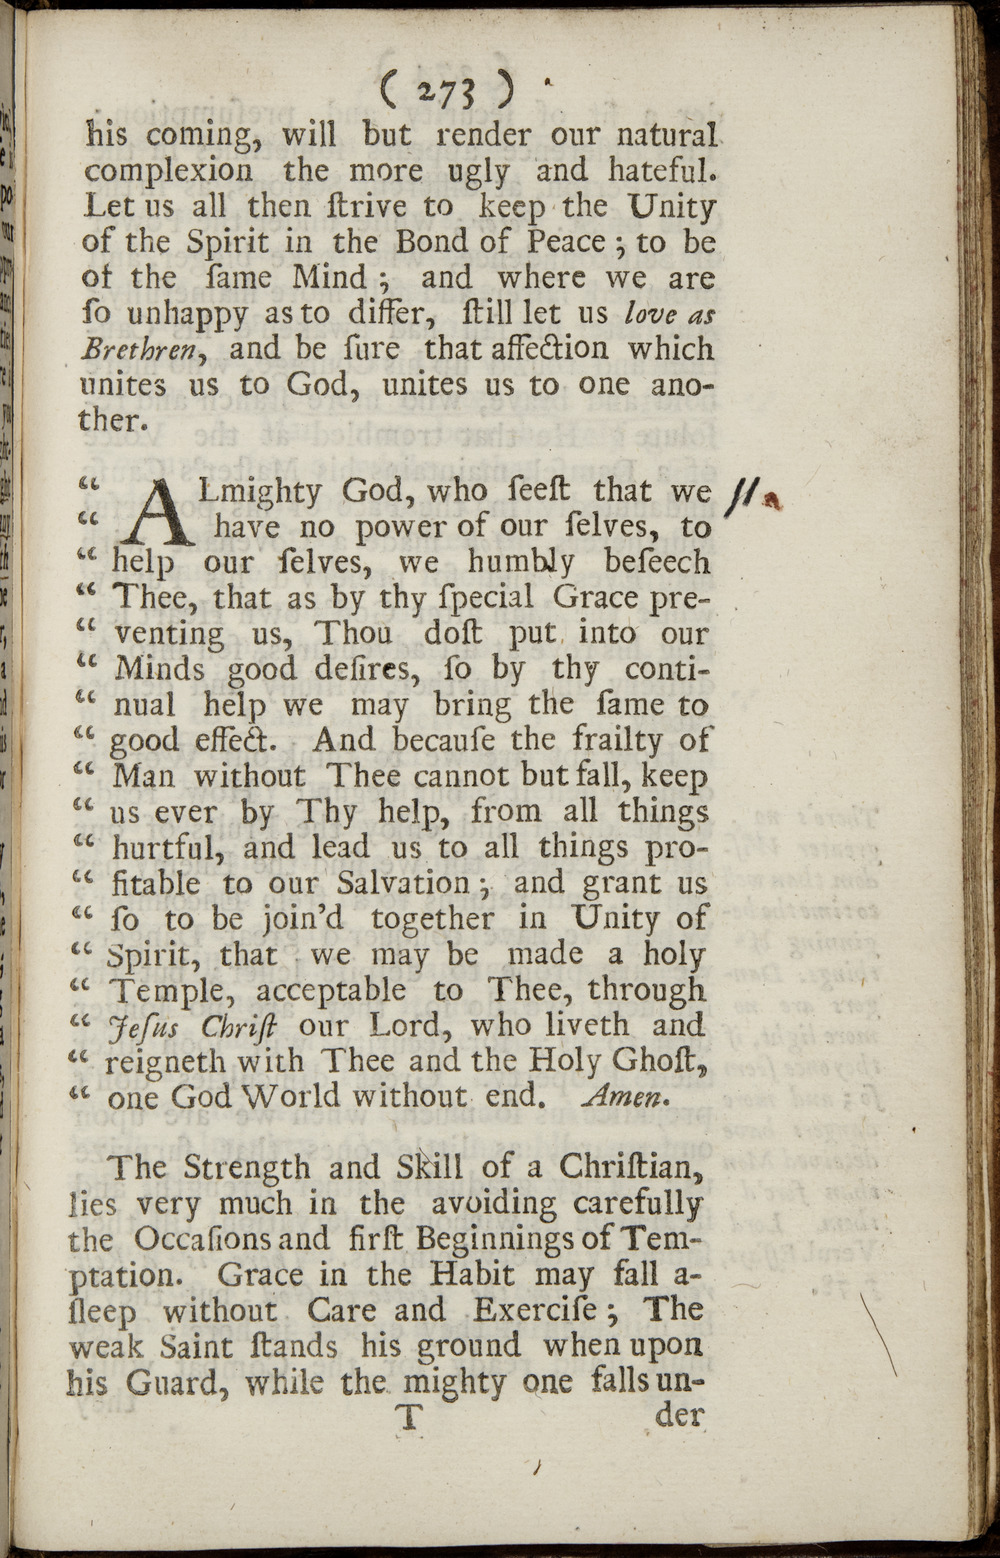 ( 273 )
his coming, will but render our natural
complexion the more ugly and hateful.
Let us all then ſtrive to keep the Unity
of the Spirit in the Bond of Peace ; to be
of the ſame Mind ; and where we are
ſo unhappy as to differ, ſtill let us love as
Brethren, and be ſure that affection which
unites us to God, unites us to one ano-
ther.
“ ALmighty God, who ſeeſt that we
“ have no power of our ſelves, to
“ help our ſelves, we humbly beſeech
“ Thee, that as by thy ſpecial Grace pre-
“ venting us, Thou doſt put into our
“ Minds good deſires, ſo by thy conti-
“ nual help we may bring the ſame to
“ good effect. And becauſe the frailty of
“ Man without Thee cannot but fall, keep
“ us ever by Thy help, from all things
“ hurtful, and lead us to all things pro-
“ fitable to our Salvation ; and grant us
“ ſo to be join’d together in Unity of
“ Spirit, that we may be made a holy
“ Temple, acceptable to Thee, through
“ Jeſus Chriſt our Lord, who liveth and
“ reigneth with Thee and the Holy Ghoſt,
“ one God World without end. Amen.
The Strength and Skill of a Chriſtian,
lies very much in the avoiding carefully
the Occaſions and firſt Beginnings of Tem-
ptation. Grace in the Habit may fall a-
ſleep without Care and Exerciſe ; The
weak Saint ſtands his ground when upon
his Guard, while the mighty one falls un-
T der